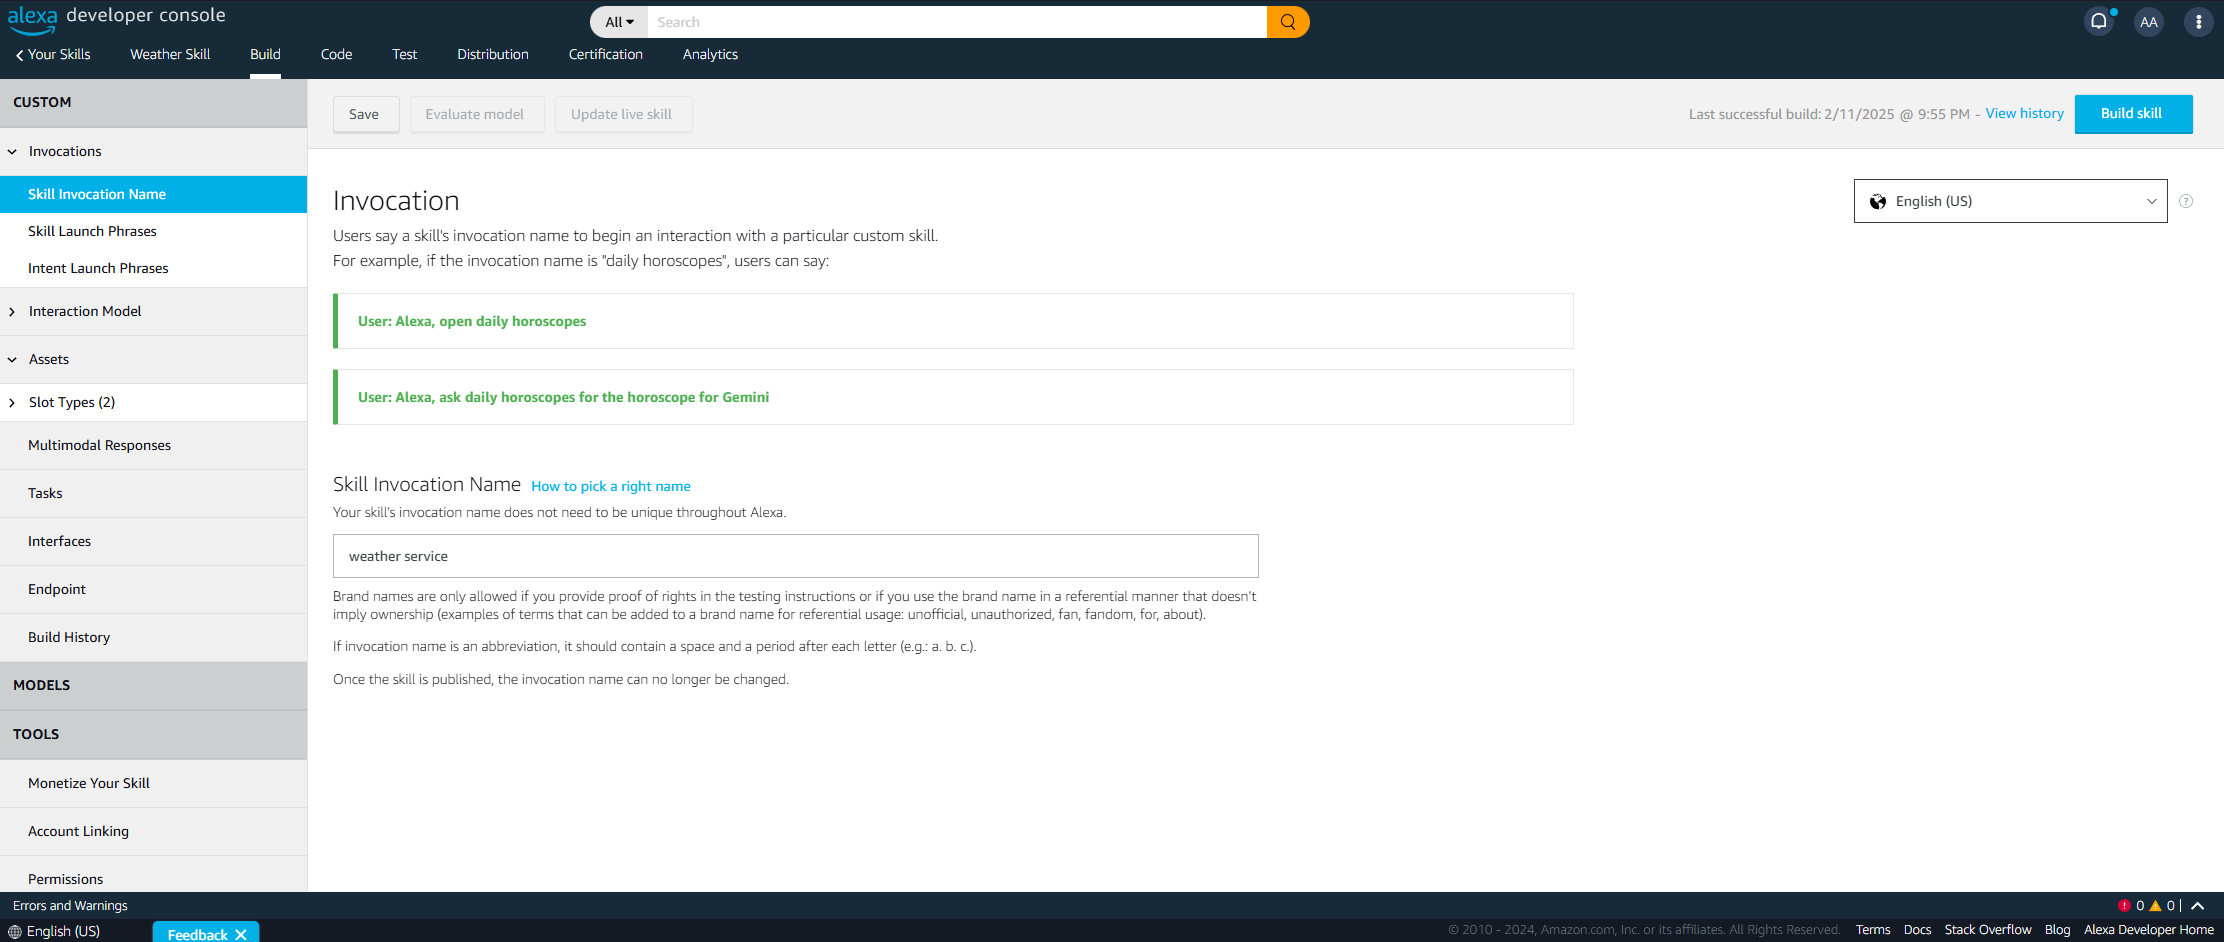 alexa developer console
All
Search
AA
Your Skills
Weather Skill
Build
Code
Test
Distribution
Certification
Analytics
CUSTOM
Invocations
Skill Invocation Name
Skill Launch Phrases
Intent Launch Phrases
Interaction Model
Assets
Slot Types (2)
Multimodal Responses
Tasks
Interfaces
Endpoint
Build History
MODELS
TOOLS
Monetize Your Skill
Account Linking
Permissions
Save
Evaluate model
Update live skill
Last successful build: 2/11/2025 @ 9:55 PM - View history
Build skill
Invocation
English (US)
?
Users say a skill's invocation name to begin an interaction with a particular custom skill.
For example, if the invocation name is "daily horoscopes", users can say:
User: Alexa, open daily horoscopes
User: Alexa, ask daily horoscopes for the horoscope for Gemini
Skill Invocation Name How to pick a right name
Your skill's invocation name does not need to be unique throughout Alexa.
weather service
Brand names are only allowed if you provide proof of rights in the testing instructions or if you use the brand name in a referential manner that doesn't
imply ownership (examples of terms that can be added to a brand name for referential usage: unofficial, unauthorized, fan, fandom, for, about).
If invocation name is an abbreviation, it should contain a space and a period after each letter (e.g.: a. b. c.).
Once the skill is published, the invocation name can no longer be changed.
Errors and Warnings
0
0
English (US)
Feedback
© 2010 - 2024, Amazon.com, Inc. or its affiliates. All Rights Reserved.
Terms
Docs
Stack Overflow
Blog
Alexa Developer Home